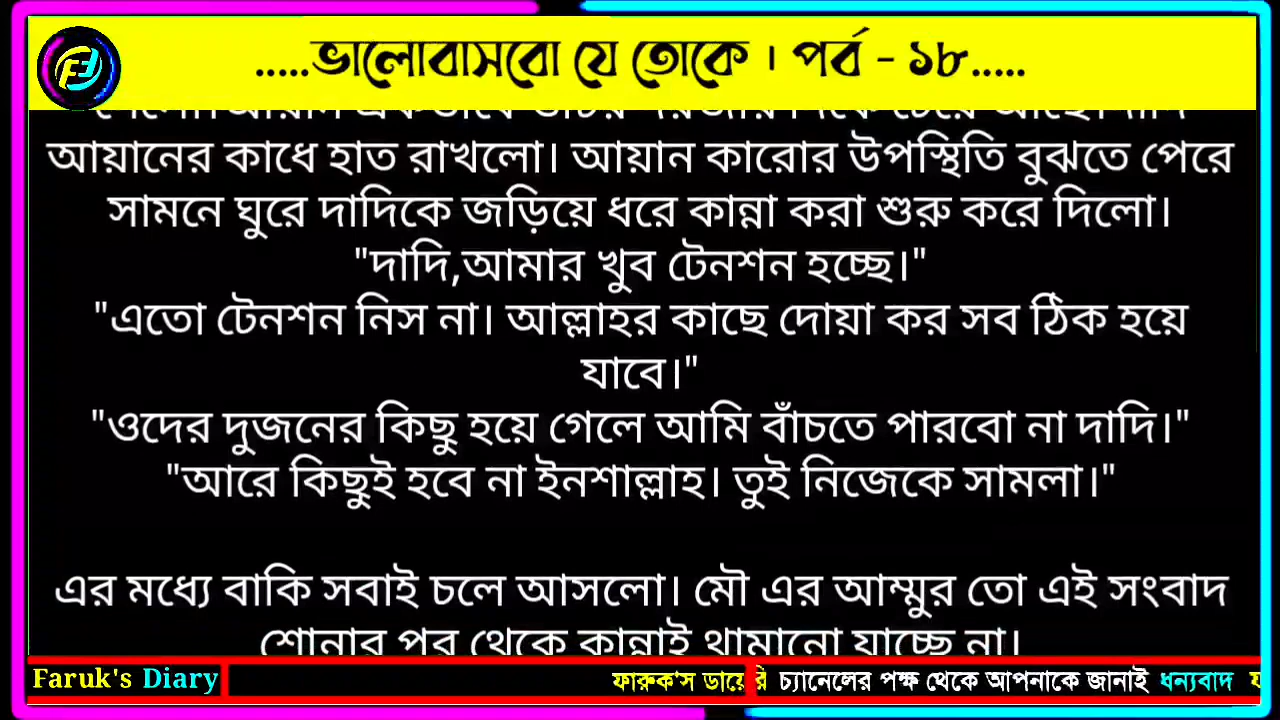 .....ভালোবাসবো যে তোকে । পর্ব - ১৮.....
আয়ানের কাধে হাত রাখলো। আয়ান কারোর উপস্থিতি বুঝতে পেরে
সামনে ঘুরে দাদিকে জড়িয়ে ধরে কান্না করা শুরু করে দিলো।
"দাদি,আমার খুব টেনশন হচ্ছে।"
"এতো টেনশন নিস না। আল্লাহর কাছে দোয়া কর সব ঠিক হয়ে
যাবে।"
"ওদের দুজনের কিছু হয়ে গেলে আমি বাঁচতে পারবো না দাদি।"
"আরে কিছুই হবে না ইনশাল্লাহ। তুই নিজেকে সামলা।"
এর মধ্যে বাকি সবাই চলে আসলো। মৌ এর আম্মুর তো এই সংবাদ
শোনার পর থেকে কান্নাই থামানো যাচ্ছে না।
Faruk's Diary ফারুক'স ডায়েরি চ্যানেলের পক্ষ থেকে আপনাকে জানাই ধন্যবাদ